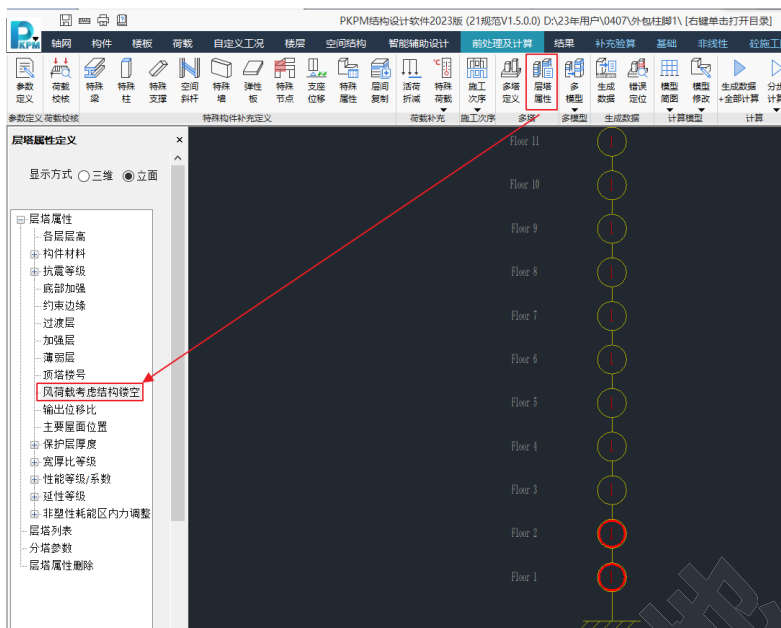 PKPM结构设计软件2023版 (21规范V1.5.0.0) D:\23年用户\0407\外包柱脚1\ [右键单击打开目录]
PKPM
轴网 构件 楼板 荷载 自定义工况 楼层 空间结构 智能辅助设计 前处理及计算 结果 补充验算 基础 非线性 砼施工
参数定义 荷载校核 特殊梁 特殊柱 特殊支撑 空间斜杆 特殊墙 弹性板 特殊节点 支座位移 特殊属性 层间复制 活荷折减 特殊荷载 施工次序 多塔定义 层塔属性 多模型 生成数据 错误定位 模型简图 模型修改 生成数据+全部计算
参数定义 荷载校核 特殊构件补充定义 荷载补充 施工次序 多塔 多模型 生成数据 计算模型 计算
层塔属性定义 ×
显示方式 三维 立面
层塔属性
各层层高
构件材料
抗震等级
底部加强
约束边缘
过渡层
加强层
薄弱层
顶塔楼号
风荷载考虑结构镂空
输出位移比
主要屋面位置
保护层厚度
宽厚比等级
性能等级/系数
延性等级
非塑性耗能区内力调整
层塔列表
分塔参数
层塔属性删除
Floor 11
Floor 10
Floor 9
Floor 8
Floor 7
Floor 6
Floor 5
Floor 4
Floor 3
Floor 2
Floor 1